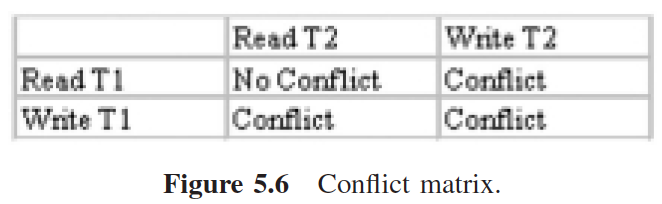 Read T2 Write T2
Read T1 No Conflict Conflict
Write T1 Conflict Conflict
Figure 5.6 Conflict matrix.